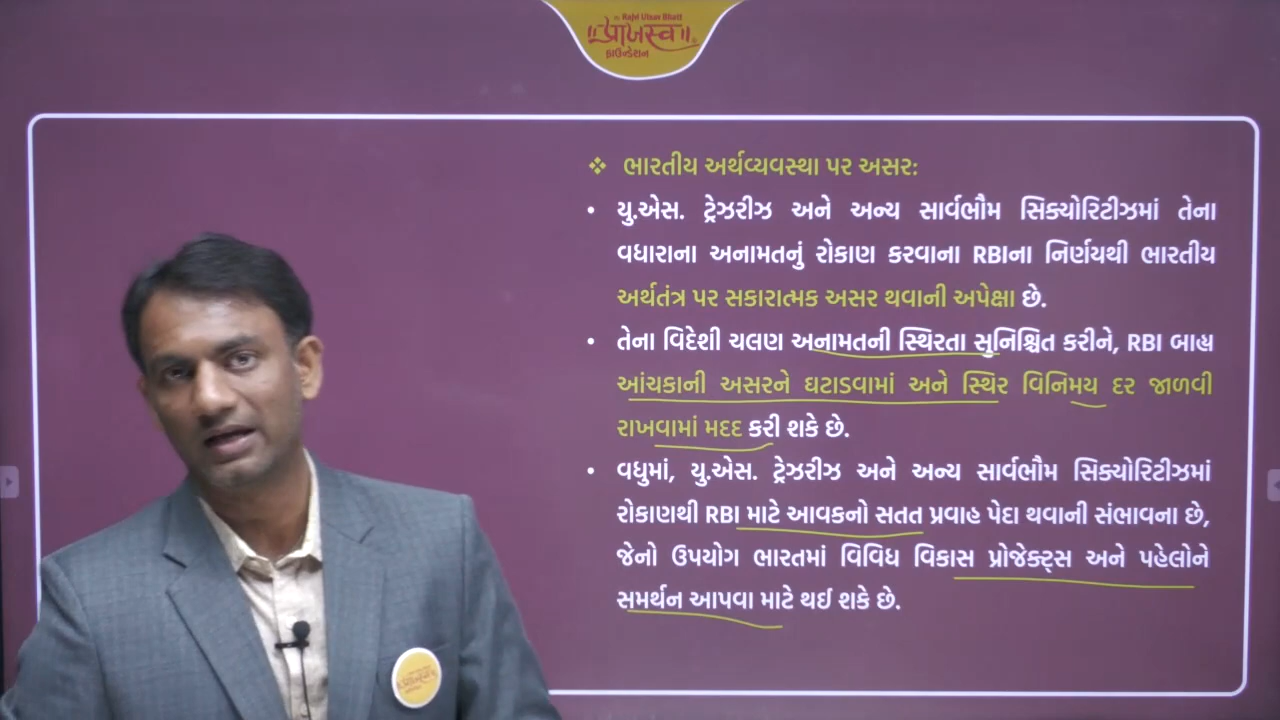 Rajal Utsav Bhatt
॥પ્રાજસ્વ॥
ફાઉન્ડેશન
❖ ભારતીય અર્થવ્યવસ્થા પર અસર:
• યુ.એસ. ટ્રેઝરીઝ અને અન્ય સાર્વભૌમ સિક્યોરિટીઝમાં તેના
વધારાના અનામતનું રોકાણ કરવાના RBIના નિર્ણયથી ભારતીય
અર્થતંત્ર પર સકારાત્મક અસર થવાની અપેક્ષા છે.
• તેના વિદેશી ચલણ અનામતની સ્થિરતા સુનિશ્ચિત કરીને, RBI બાહ્ય
આંચકાની અસરને ઘટાડવામાં અને સ્થિર વિનિમય દર જાળવી
રાખવામાં મદદ કરી શકે છે.
• વધુમાં, યુ.એસ. ટ્રેઝરીઝ અને અન્ય સાર્વભૌમ સિક્યોરિટીઝમાં
રોકાણથી RBI માટે આવકનો સતત પ્રવાહ પેદા થવાની સંભાવના છે,
જેનો ઉપયોગ ભારતમાં વિવિધ વિકાસ પ્રોજેક્ટ્સ અને પહેલોને
સમર્થન આપવા માટે થઈ શકે છે.